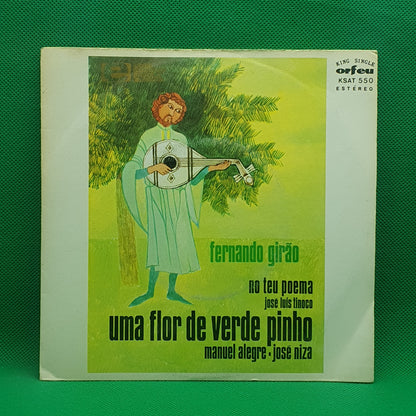 KING SINGLE
orfeu
KSAT 550
ESTÉREO
fernando girão
no teu poema
josé luís tinoco
uma flor de verde pinho
manuel alegre • josé niza